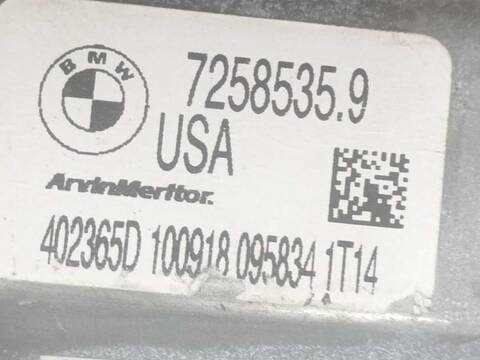 BMW
7258535.9
USA
ArvinMeritor.
402365D 100918 095834 1T14